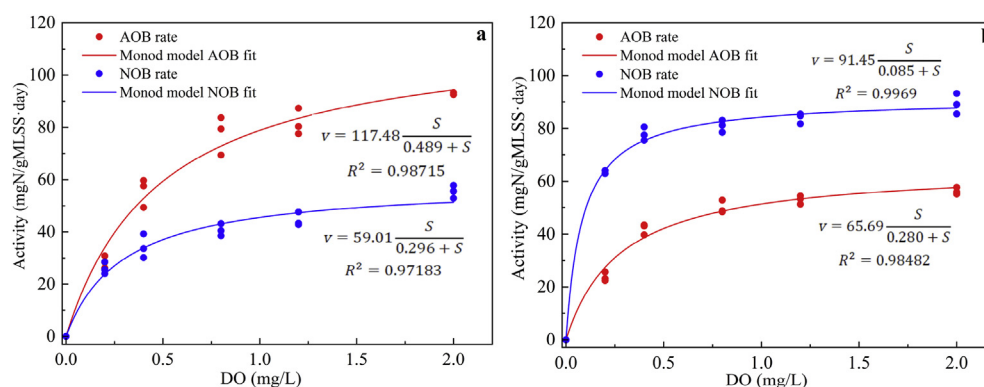 a
AOB rate
Monod model AOB fit
NOB rate
Monod model NOB fit
120
100
80
60
40
20
0
Activity (mgN/gMLSS·day)
v = 117.48 S / (0.489 + S)
R² = 0.98715
v = 59.01 S / (0.296 + S)
R² = 0.97183
0.0 0.5 1.0 1.5 2.0
DO (mg/L)
AOB rate
Monod model AOB fit
NOB rate
Monod model NOB fit
120
100
80
60
40
20
0
Activity (mgN/gMLSS·day)
v = 91.45 S / (0.085 + S)
R² = 0.9969
v = 65.69 S / (0.280 + S)
R² = 0.98482
0.0 0.5 1.0 1.5 2.0
DO (mg/L)